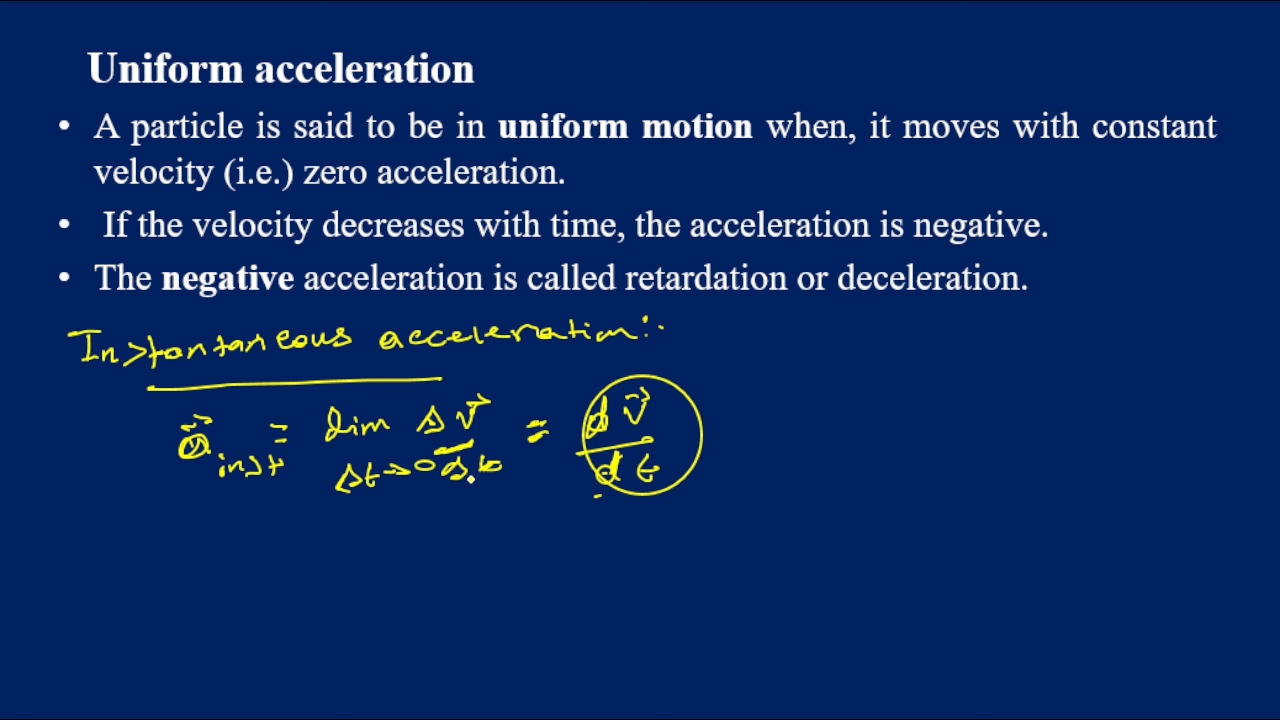 Uniform acceleration
• A particle is said to be in uniform motion when, it moves with constant
velocity (i.e.) zero acceleration.
• If the velocity decreases with time, the acceleration is negative.
• The negative acceleration is called retardation or deceleration.
Instantaneous acceleration:.
a⃗ inst = lim Δt→0 Δv⃗/Δt = dv⃗/dt